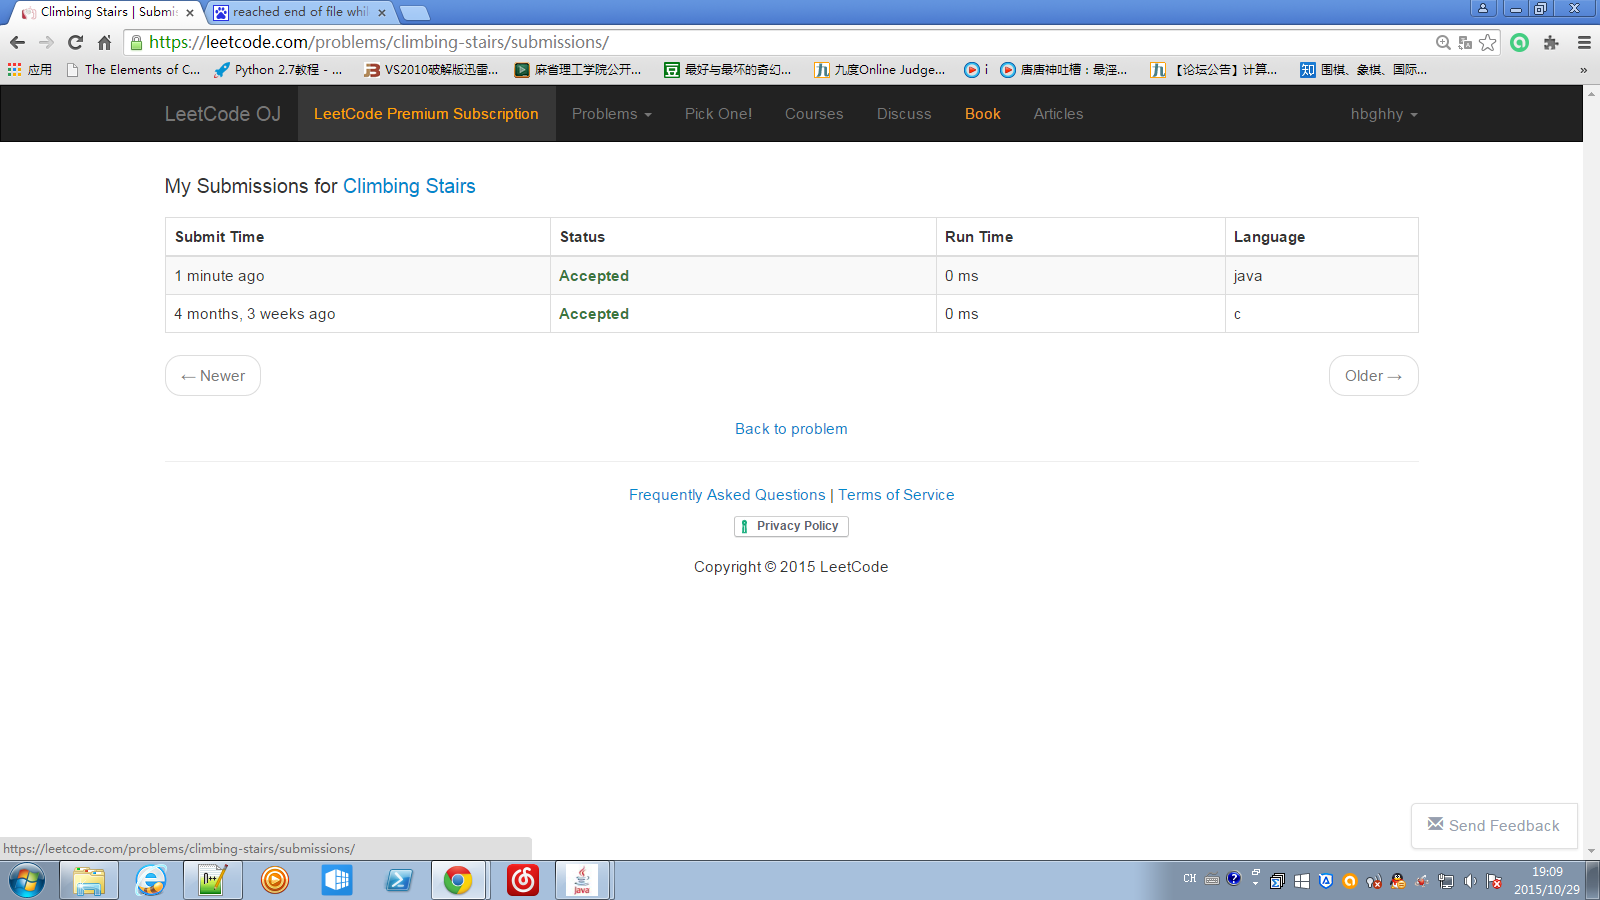 Climbing Stairs | Submis
reached end of file whil
https://leetcode.com/problems/climbing-stairs/submissions/
应用
The Elements of C...
Python 2.7教程 - ...
VS2010破解版迅雷...
麻省理工学院公开...
最好与最坏的奇幻...
九度Online Judge...
i
唐唐神吐槽：最淫...
【论坛公告】计算...
围棋、象棋、国际...
»
LeetCode OJ
LeetCode Premium Subscription
Problems
Pick One!
Courses
Discuss
Book
Articles
hbghhy
My Submissions for Climbing Stairs
Submit Time Status Run Time Language
1 minute ago Accepted 0 ms java
4 months, 3 weeks ago Accepted 0 ms c
← Newer
Older →
Back to problem
Frequently Asked Questions | Terms of Service
Privacy Policy
Copyright © 2015 LeetCode
Send Feedback
https://leetcode.com/problems/climbing-stairs/submissions/
CH
19:09
2015/10/29